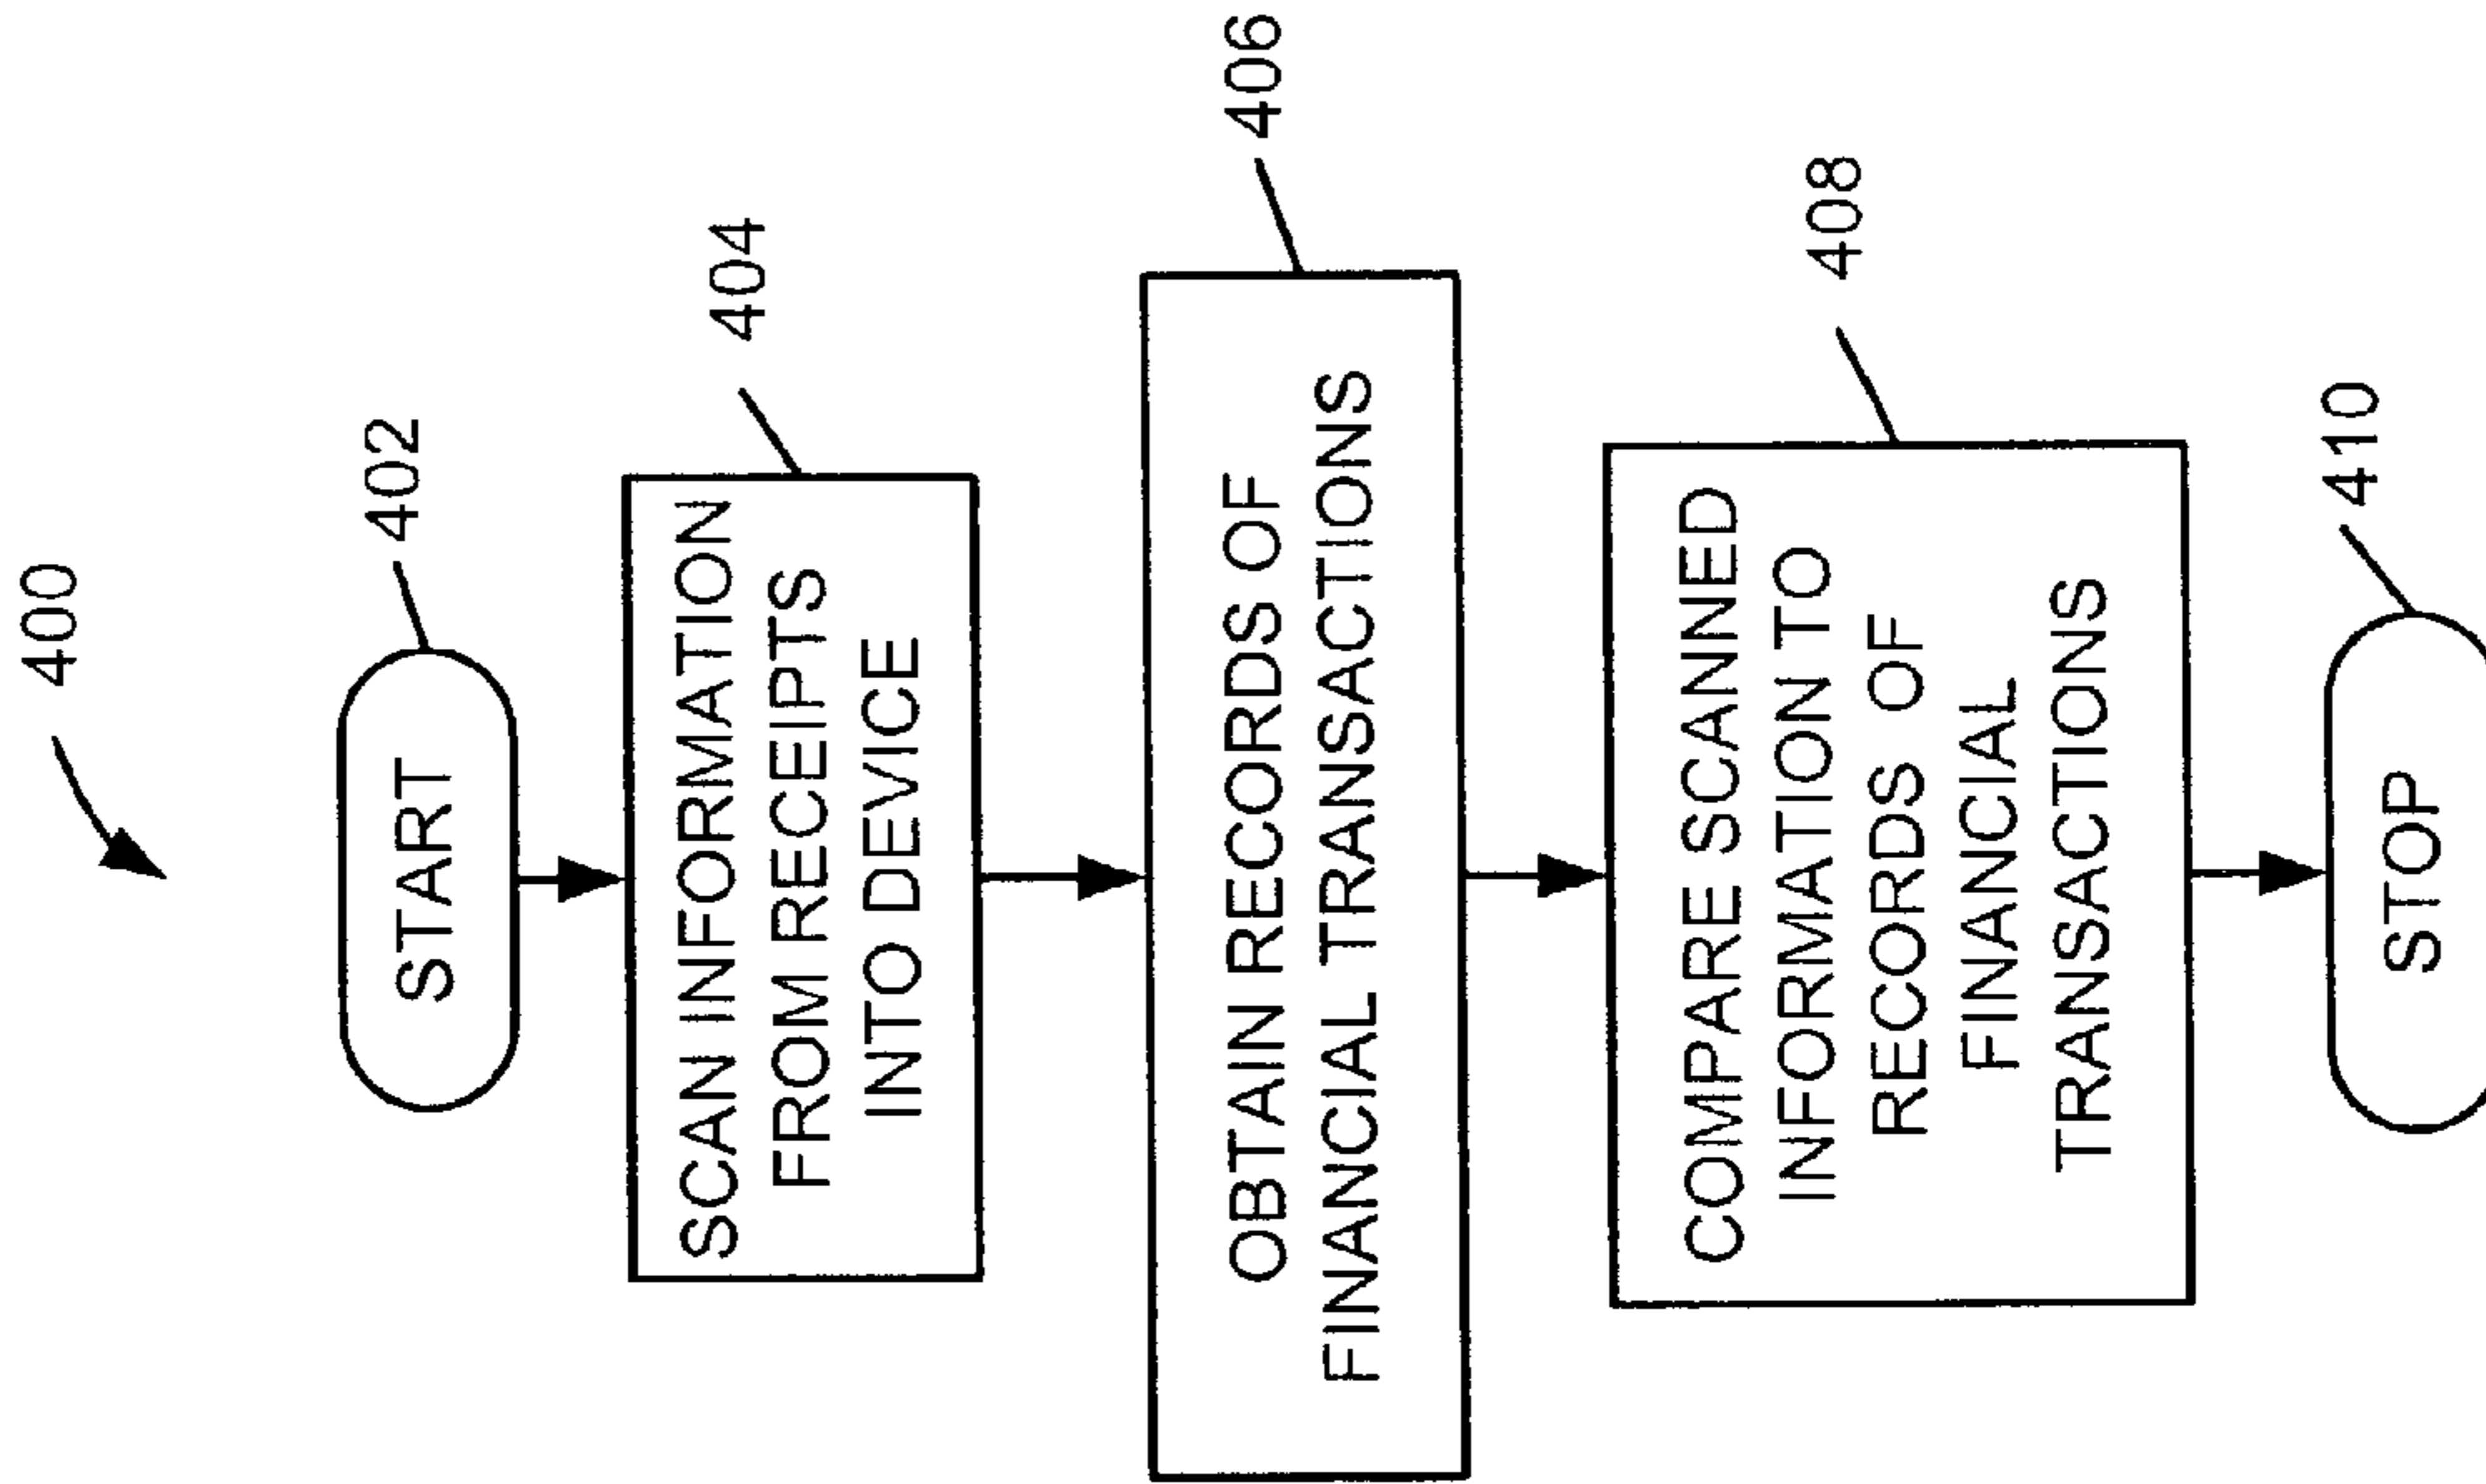 400
START
402
SCAN INFORMATION
FROM RECEIPTS
INTO DEVICE
404
OBTAIN RECORDS OF
FINANCIAL TRANSACTIONS
406
COMPARE SCANNED
INFORMATION TO
RECORDS OF
FINANCIAL
TRANSACTIONS
408
STOP
410